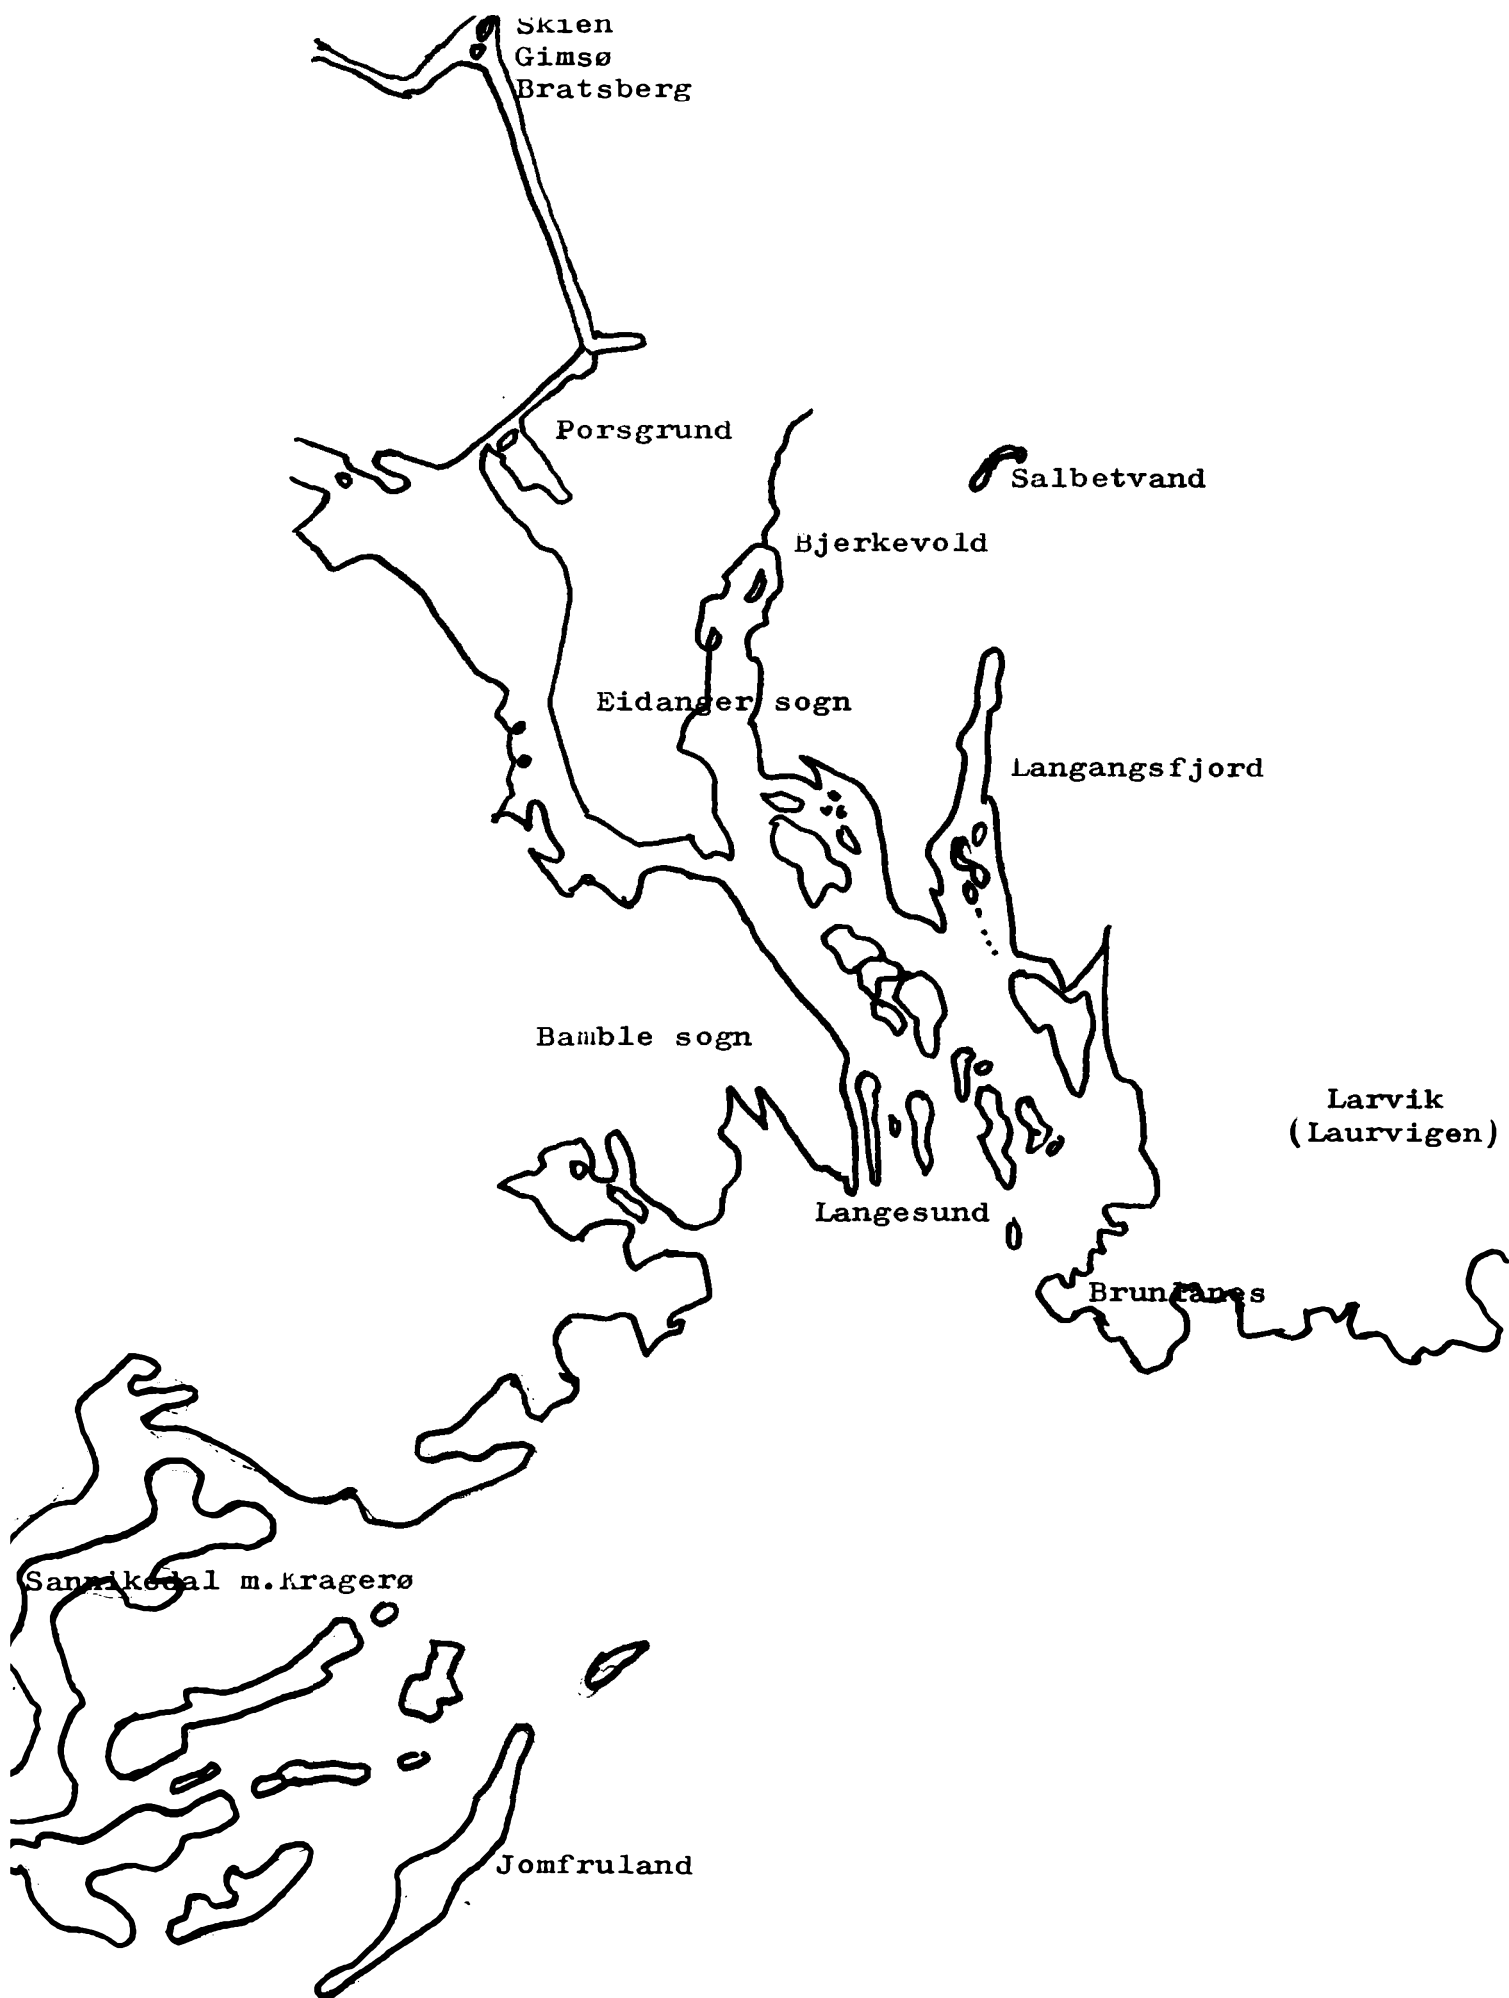 Skien
Gimsø
Bratsberg
Porsgrund
Salbetvand
Bjerkevold
Eidanger sogn
Langangsfjord
Bamble sogn
Larvik
(Laurvigen)
Langesund
Brunlanes
Sannikedal m.Kragerø
Jomfruland